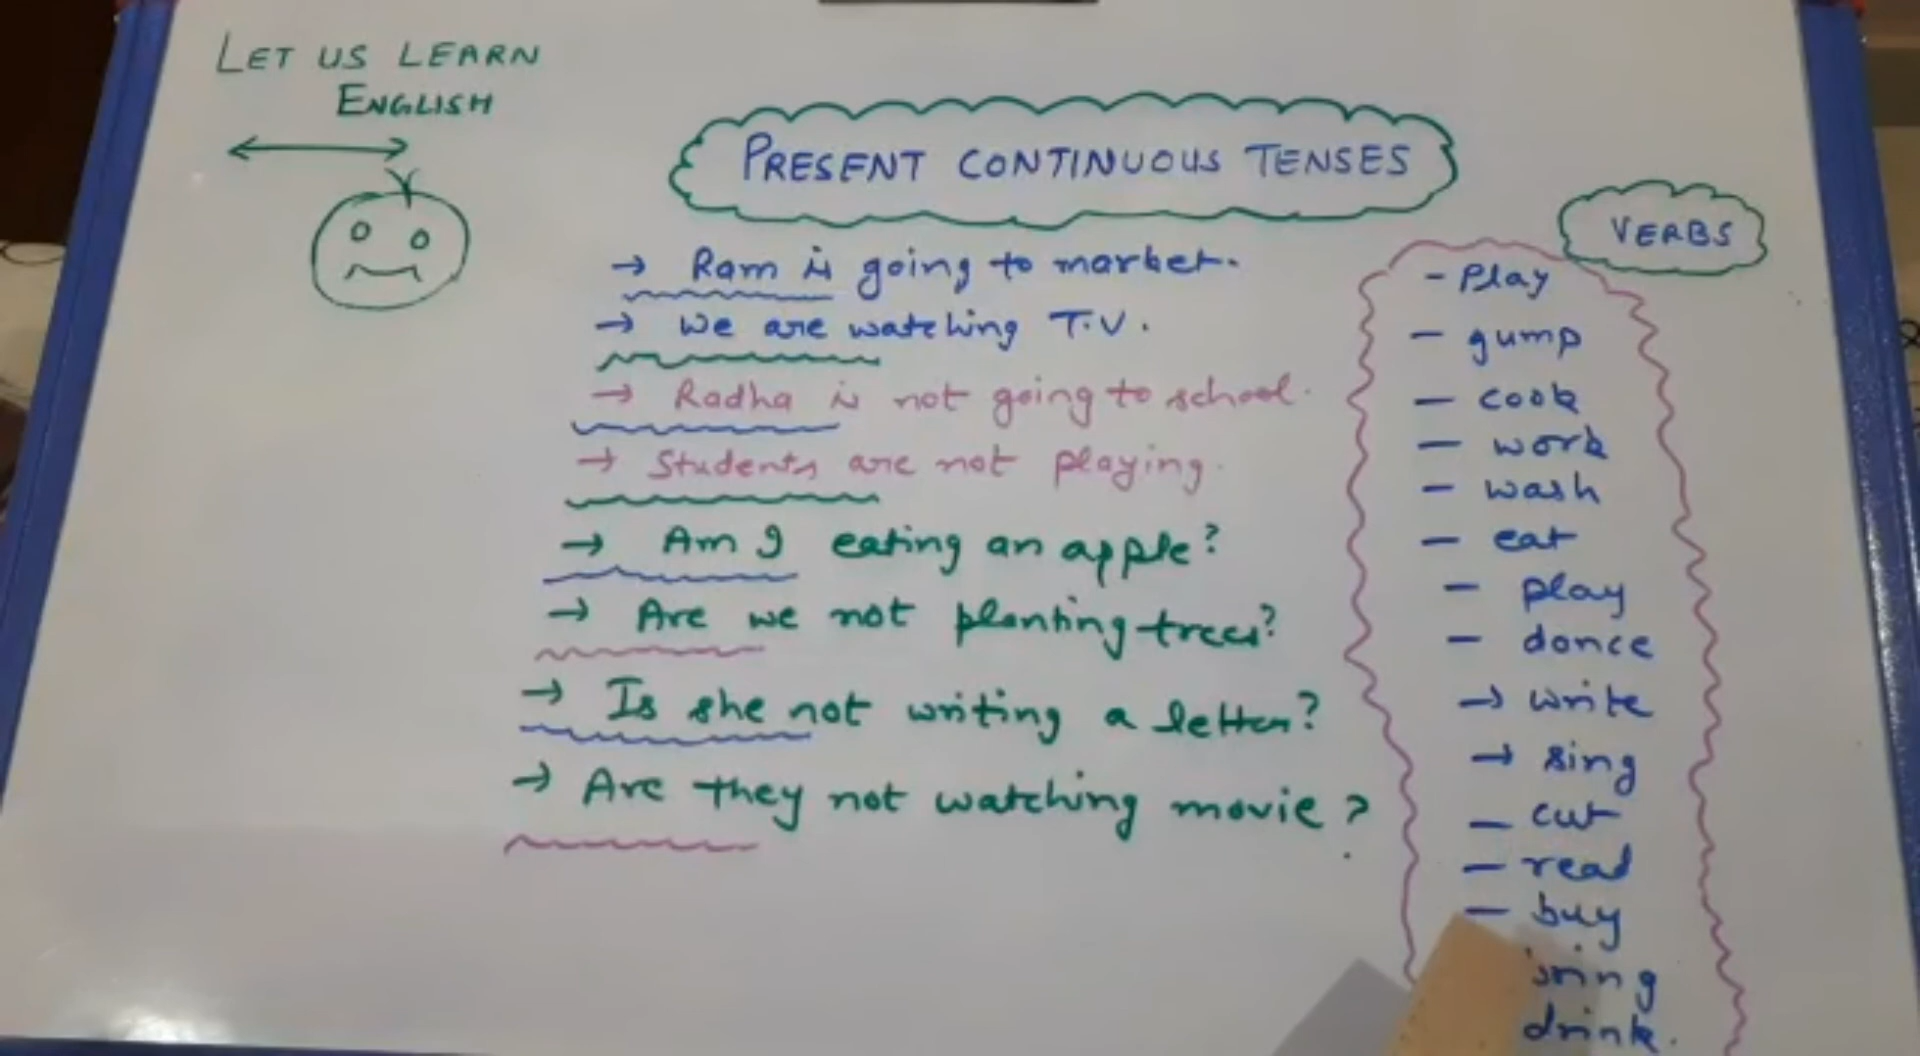 LET US LEARN
ENGLISH
PRESENT CONTINUOUS TENSES
→ Ram is going to market.
→ We are watching T.V.
→ Radha is not going to school.
→ Students are not playing.
→ Am I eating an apple?
→ Are we not planting trees?
→ Is she not writing a letter?
→ Are they not watching movie?
VERBS
- Play
- gump
- cook
- work
- wash
- eat
- play
- dance
→ write
→ sing
- cut
- read
- buy
drink.